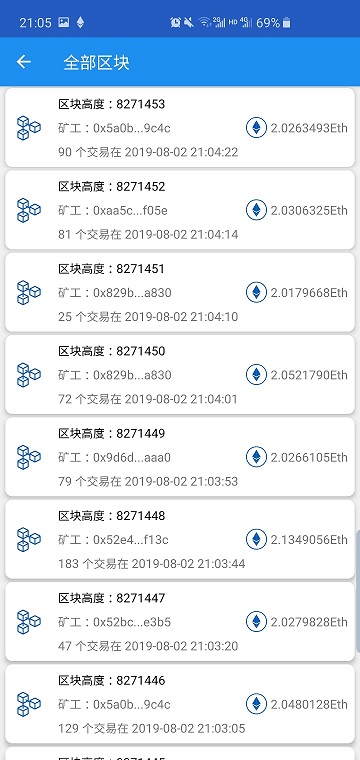 21:05
2G HD 4G 69%
全部区块
区块高度：8271453
矿工：0x5a0b...9c4c 2.0263493Eth
90 个交易在 2019-08-02 21:04:22
区块高度：8271452
矿工：0xaa5c...f05e 2.0306325Eth
81 个交易在 2019-08-02 21:04:14
区块高度：8271451
矿工：0x829b...a830 2.0179668Eth
25 个交易在 2019-08-02 21:04:10
区块高度：8271450
矿工：0x829b...a830 2.0521790Eth
72 个交易在 2019-08-02 21:04:01
区块高度：8271449
矿工：0x9d6d...aaa0 2.0266105Eth
79 个交易在 2019-08-02 21:03:53
区块高度：8271448
矿工：0x52e4...f13c 2.1349056Eth
183 个交易在 2019-08-02 21:03:44
区块高度：8271447
矿工：0x52bc...e3b5 2.0279828Eth
47 个交易在 2019-08-02 21:03:20
区块高度：8271446
矿工：0x5a0b...9c4c 2.0480128Eth
129 个交易在 2019-08-02 21:03:05